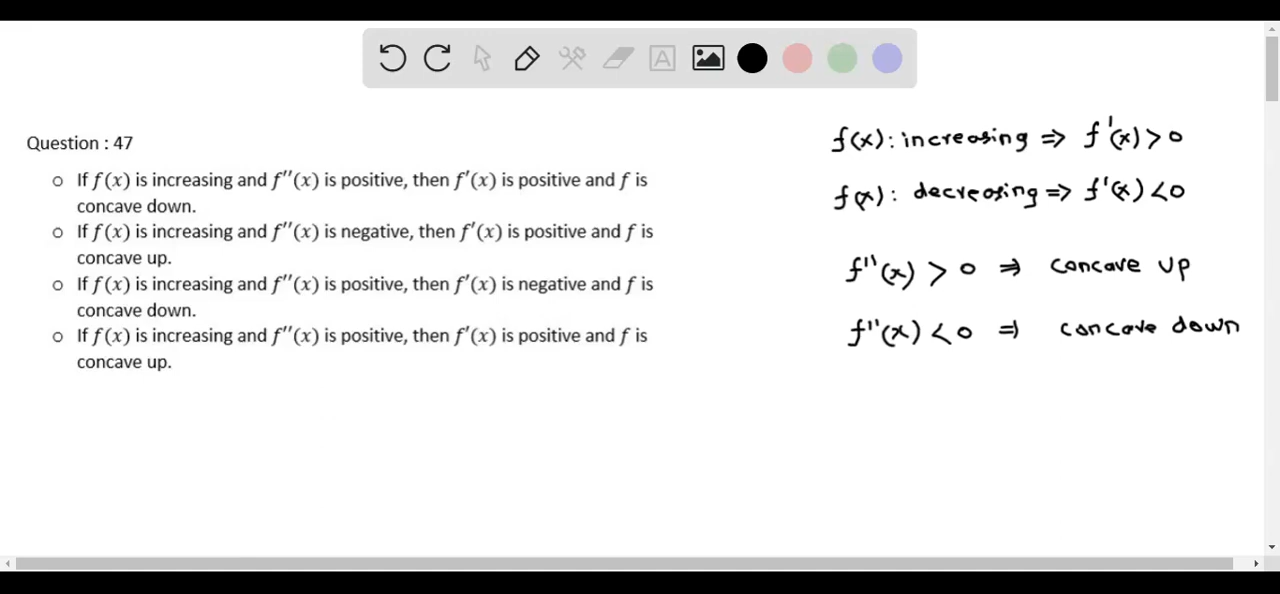 Question : 47
o If f(x) is increasing and f''(x) is positive, then f'(x) is positive and f is
concave down.
o If f(x) is increasing and f''(x) is negative, then f'(x) is positive and f is
concave up.
o If f(x) is increasing and f''(x) is positive, then f'(x) is negative and f is
concave down.
o If f(x) is increasing and f''(x) is positive, then f'(x) is positive and f is
concave up.
f(x): increasing ⇒ f'(x) > 0
f(x): decreasing ⇒ f'(x) < 0
f''(x) > 0 ⇒ concave up
f''(x) < 0 ⇒ concave down